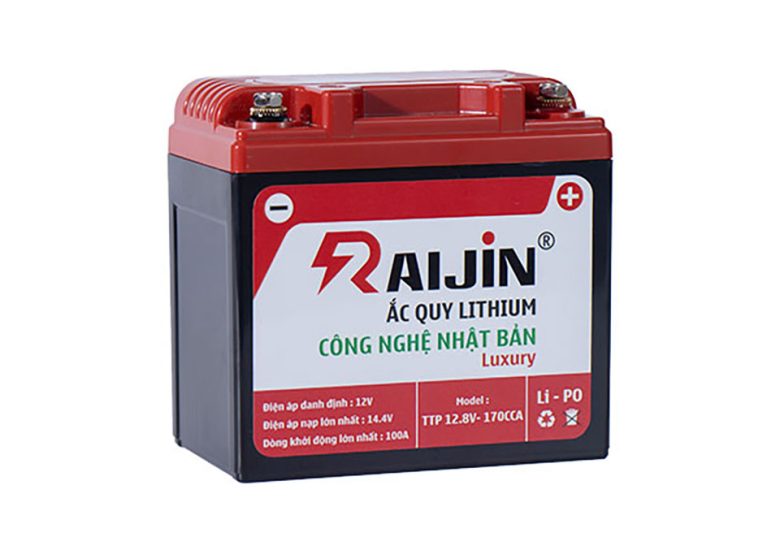 RAIJIN®
ẮC QUY LITHIUM
CÔNG NGHỆ NHẬT BẢN
Luxury
Điện áp danh định : 12V
Điện áp nạp lớn nhất : 14.4V
Dòng khởi động lớn nhất : 100A
Model :
TTP 12.8V- 170CCA
Li - PO